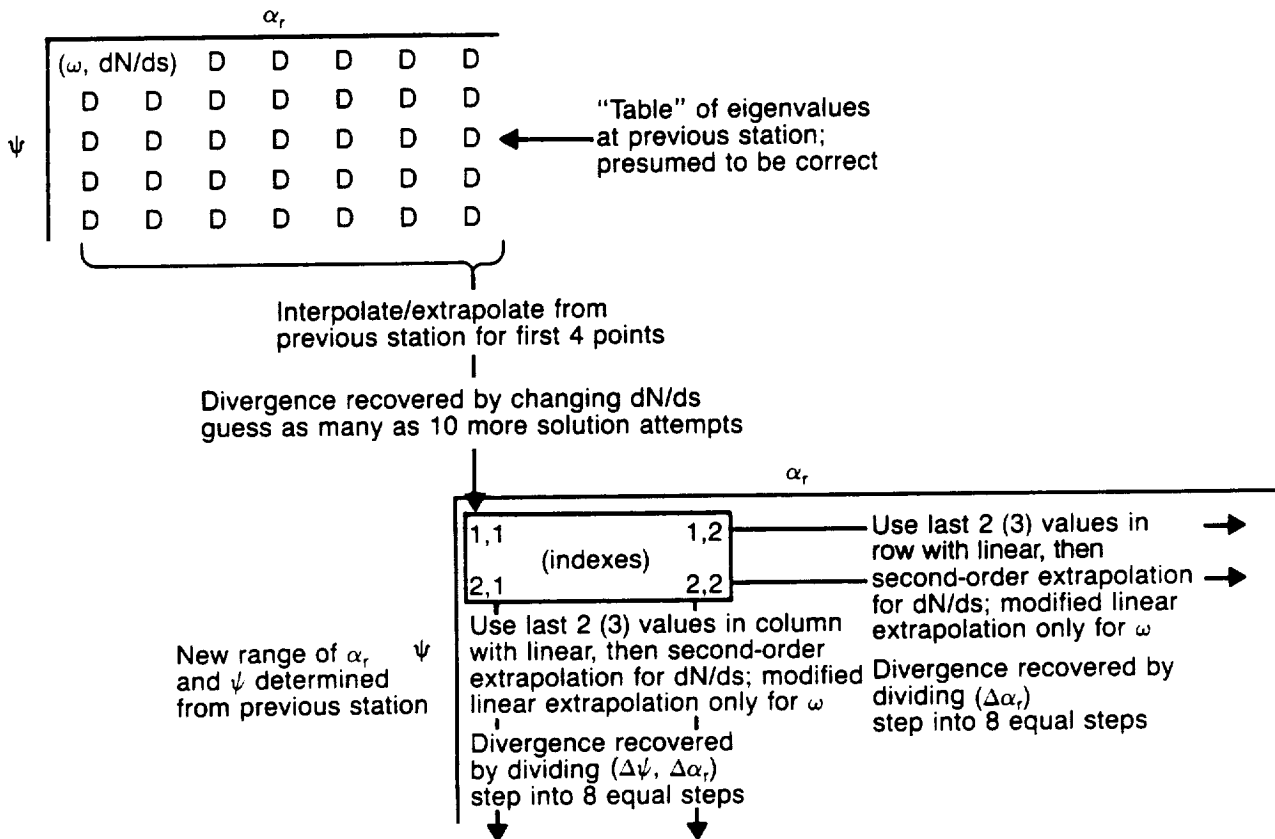 αr
(ω, dN/ds) D D D D D
D D D D D D D
ψ D D D D D D D
D D D D D D D
D D D D D D D
"Table" of eigenvalues
at previous station;
presumed to be correct
Interpolate/extrapolate from
previous station for first 4 points
Divergence recovered by changing dN/ds
guess as many as 10 more solution attempts
αr
1,1 1,2
(indexes)
2,1 2,2
Use last 2 (3) values in
row with linear, then
second-order extrapolation
for dN/ds; modified linear
extrapolation only for ω
Divergence recovered by
dividing (Δαr)
step into 8 equal steps
New range of αr
and ψ determined
from previous station
ψ
Use last 2 (3) values in column
with linear, then second-order
extrapolation for dN/ds; modified
linear extrapolation only for ω
Divergence recovered
by dividing (Δψ, Δαr)
step into 8 equal steps